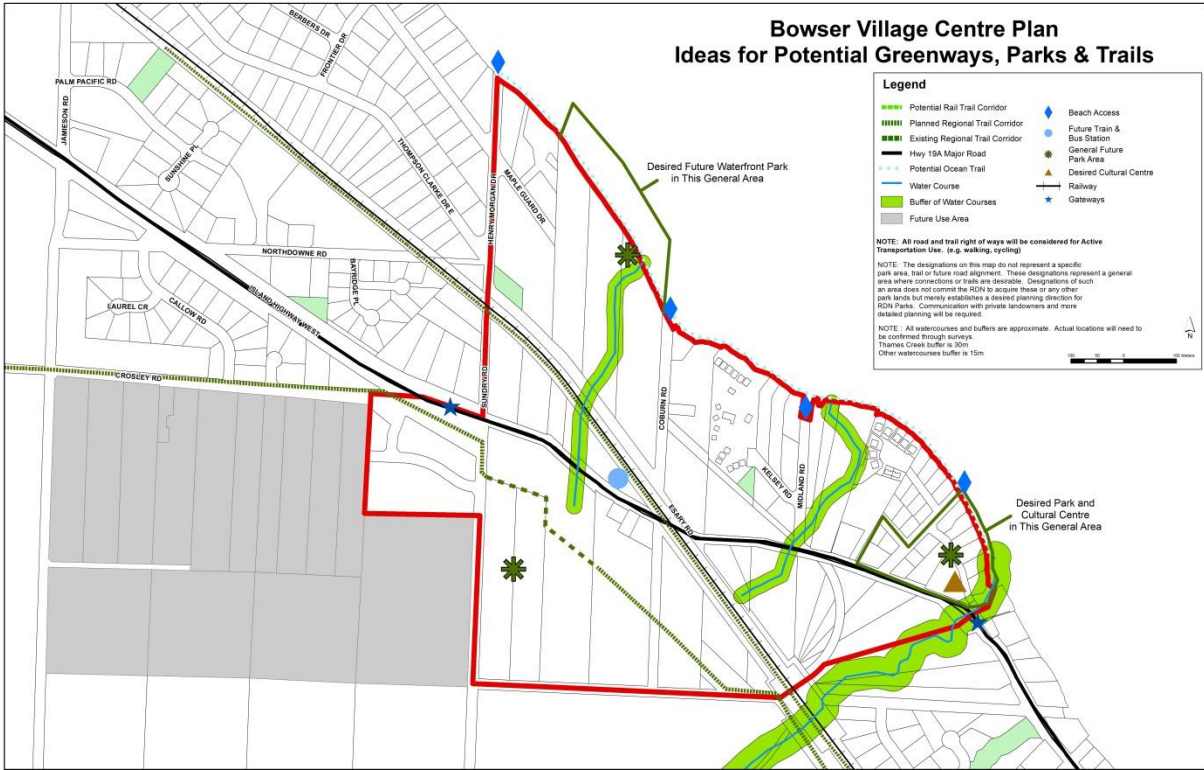 Bowser Village Centre Plan
Ideas for Potential Greenways, Parks & Trails
Legend
Potential Rail Trail Corridor
Planned Regional Trail Corridor
Existing Regional Trail Corridor
Hwy 19A Major Road
Potential Ocean Trail
Water Course
Buffer of Water Courses
Future Use Area
Beach Access
Future Train &
Bus Station
General Future
Park Area
Desired Cultural Centre
Railway
Gateways
NOTE: All road and trail right of ways will be considered for Active
Transportation Use. (e.g. walking, cycling)
NOTE: The designations on this map do not represent a specific
park area, trail or future road alignment. These designations represent a general
area where connections or trails are desirable. Designations of such
an area does not commit the RDN to acquire these or any other
park lands but merely establishes a desired planning direction for
RDN Parks. Communication with private landowners and more
detailed planning will be required.
NOTE : All watercourses and buffers are approximate. Actual locations will need to
be confirmed through surveys.
Thames Creek buffer is 30m
Other watercourses buffer is 15m
N
100 50 0 100 Meters
BERBERS DR
FRONTIER DR
PALM PACIFIC RD
JAMIESON RD
SUNSHINE PL
THOMPSON CLARKE DR E
HENRY MORGAN DR
MAPLE GUARD DR
Desired Future Waterfront Park
in This General Area
NORTHDOWNE RD
BAYRIDGE PL
LAUREL CR
CALLOW RD
ISLAND HIGHWAY WEST
CROSLEY RD
SUNDRY RD
COBURN RD
KELSEY RD
MIDLAND RD
ESARY RD
Desired Park and
Cultural Centre
in This General Area